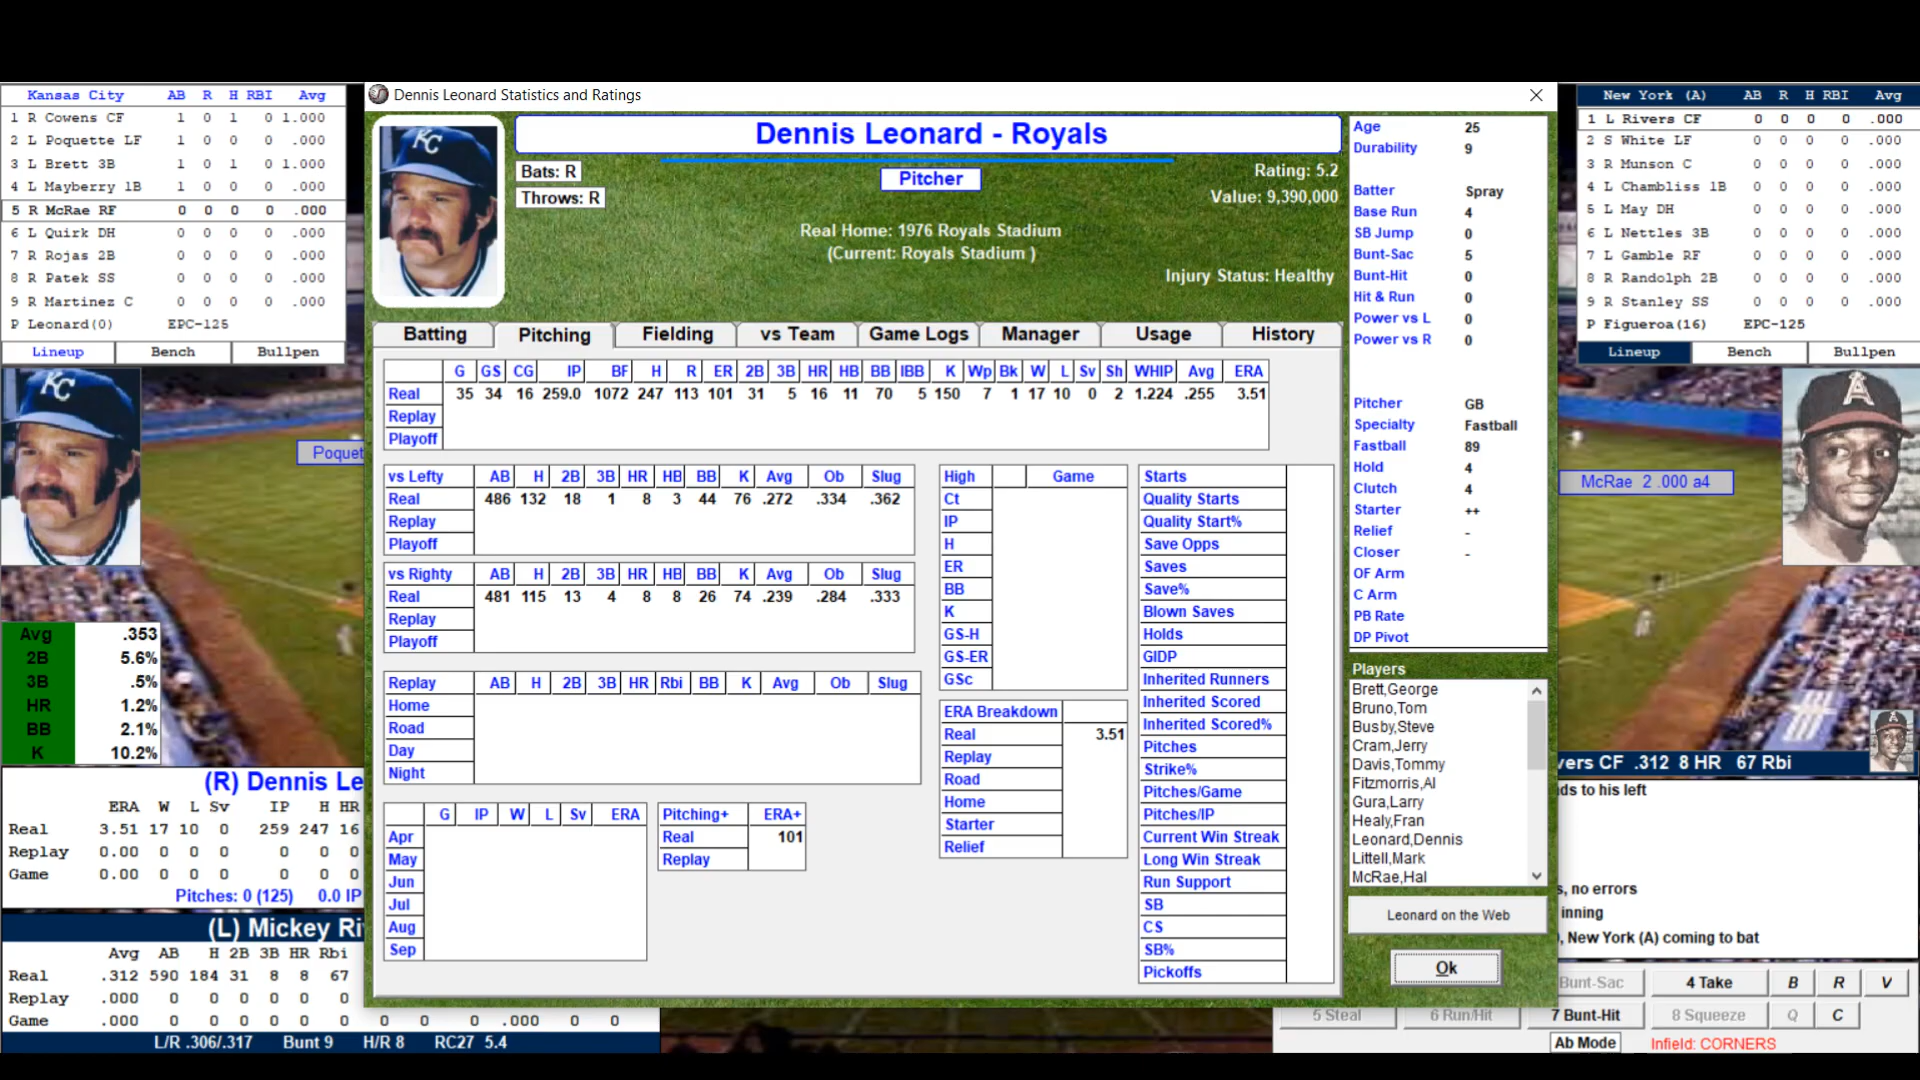 Kansas City AB R H RBI Avg
1 R Cowens CF 1 0 1 0 1.000
2 L Poquette LF 1 0 0 0 .000
3 L Brett 3B 1 0 1 0 1.000
4 L Mayberry 1B 1 0 0 0 .000
5 R McRae RF 0 0 0 0 .000
6 L Quirk DH 0 0 0 0 .000
7 R Rojas 2B 0 0 0 0 .000
8 R Patek SS 0 0 0 0 .000
9 R Martinez C 0 0 0 0 .000
P Leonard(0) EPC-125
Lineup Bench Bullpen
Poquet
Avg .353
2B 5.6%
3B .5%
HR 1.2%
BB 2.1%
K 10.2%
(R) Dennis Le
ERA W L Sv IP H HR
Real 3.51 17 10 0 259 247 16
Replay 0.00 0 0 0 0 0 0
Game 0.00 0 0 0 0 0 0
Pitches: 0 (125) 0.0 IP
(L) Mickey Ri
Avg AB H 2B 3B HR Rbi
Real .312 590 184 31 8 8 67
Replay .000 0 0 0 0 0 0
Game .000 0 0 0 0 0 0 0 0 .000 0 0
L/R .306/.317 Bunt 9 H/R 8 RC27 5.4
Dennis Leonard Statistics and Ratings
KC
Dennis Leonard - Royals
Bats: R
Throws: R
Pitcher
Rating: 5.2
Value: 9,390,000
Real Home: 1976 Royals Stadium
(Current: Royals Stadium )
Injury Status: Healthy
Batting Pitching Fielding vs Team Game Logs Manager Usage History
G GS CG IP BF H R ER 2B 3B HR HB BB IBB K Wp Bk W L Sv Sh WHIP Avg ERA
Real 35 34 16 259.0 1072 247 113 101 31 5 16 11 70 5 150 7 1 17 10 0 2 1.224 .255 3.51
Replay
Playoff
vs Lefty AB H 2B 3B HR HB BB K Avg Ob Slug
Real 486 132 18 1 8 3 44 76 .272 .334 .362
Replay
Playoff
vs Righty AB H 2B 3B HR HB BB K Avg Ob Slug
Real 481 115 13 4 8 8 26 74 .239 .284 .333
Replay
Playoff
Replay AB H 2B 3B HR Rbi BB K Avg Ob Slug
Home
Road
Day
Night
G IP W L Sv ERA
Apr
May
Jun
Jul
Aug
Sep
Pitching+ ERA+
Real 101
Replay
High Game
Ct
IP
H
ER
BB
K
GS-H
GS-ER
GSc
ERA Breakdown
Real 3.51
Replay
Road
Home
Starter
Relief
Starts
Quality Starts
Quality Start%
Save Opps
Saves
Save%
Blown Saves
Holds
GIDP
Inherited Runners
Inherited Scored
Inherited Scored%
Pitches
Strike%
Pitches/Game
Pitches/IP
Current Win Streak
Long Win Streak
Run Support
SB
CS
SB%
Pickoffs
Age 25
Durability 9
Batter Spray
Base Run 4
SB Jump 0
Bunt-Sac 5
Bunt-Hit 0
Hit & Run 0
Power vs L 0
Power vs R 0
Pitcher GB
Specialty Fastball
Fastball 89
Hold 4
Clutch 4
Starter ++
Relief -
Closer -
OF Arm
C Arm
PB Rate
DP Pivot
Players
Brett,George
Bruno,Tom
Busby,Steve
Cram,Jerry
Davis,Tommy
Fitzmorris,Al
Gura,Larry
Healy,Fran
Leonard,Dennis
Littell,Mark
McRae,Hal
Leonard on the Web
Ok
New York (A) AB R H RBI Avg
1 L Rivers CF 0 0 0 0 .000
2 S White LF 0 0 0 0 .000
3 R Munson C 0 0 0 0 .000
4 L Chambliss 1B 0 0 0 0 .000
5 L May DH 0 0 0 0 .000
6 L Nettles 3B 0 0 0 0 .000
7 L Gamble RF 0 0 0 0 .000
8 R Randolph 2B 0 0 0 0 .000
9 R Stanley SS 0 0 0 0 .000
P Figueroa(16) EPC-125
Lineup Bench Bullpen
McRae 2 .000 a4
A
vers CF .312 8 HR 67 Rbi
ds to his left
s, no errors
inning
, New York (A) coming to bat
Bunt-Sac 4 Take B R V
5 Steal 6 Run/Hit 7 Bunt-Hit 8 Squeeze Q C
Ab Mode Infield: CORNERS